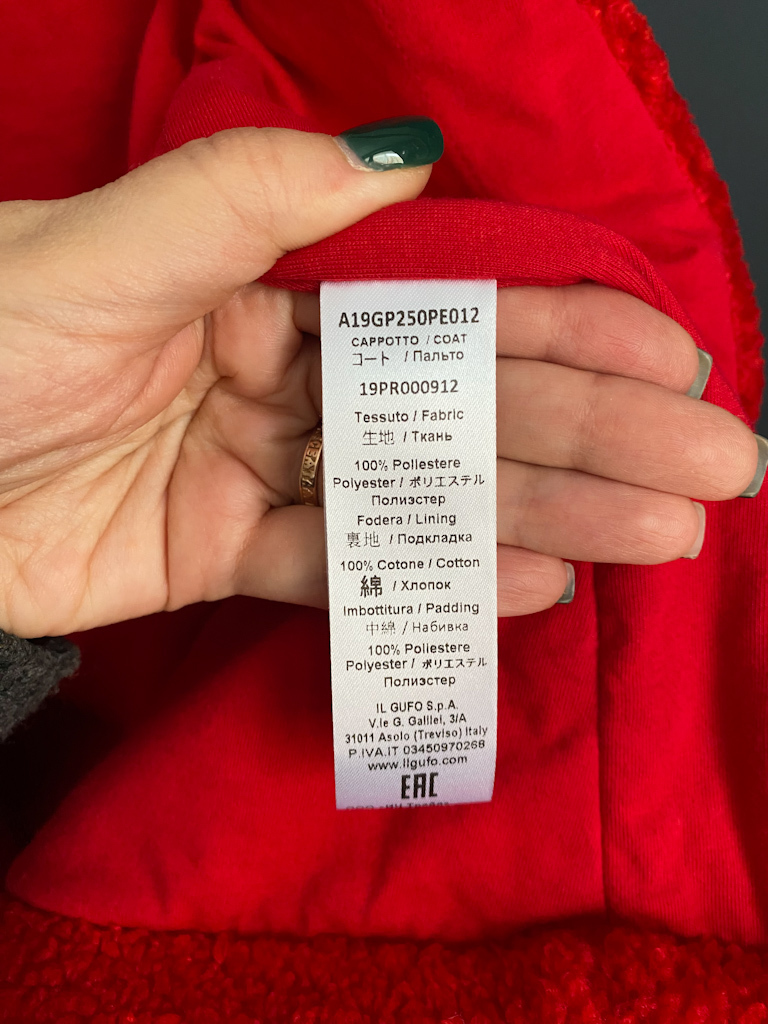 A19GP250PE012
CAPPOTTO / COAT
コート / Пальто
19PR000912
Tessuto / Fabric
生地 / Ткань
100% Poliestere
Polyester / ポリエステル
Полиэстер
Fodera / Lining
裏地 / Подкладка
100% Cotone / Cotton
綿 / Хлопок
Imbottitura / Padding
中綿 / Набивка
100% Poliestere
Polyester / ポリエステル
Полиэстер
IL GUFO S.p.A.
V.le G. Galilei, 3/A
31011 Asolo (Treviso) Italy
P.IVA.IT 03450970268
www.ilgufo.com
EAC